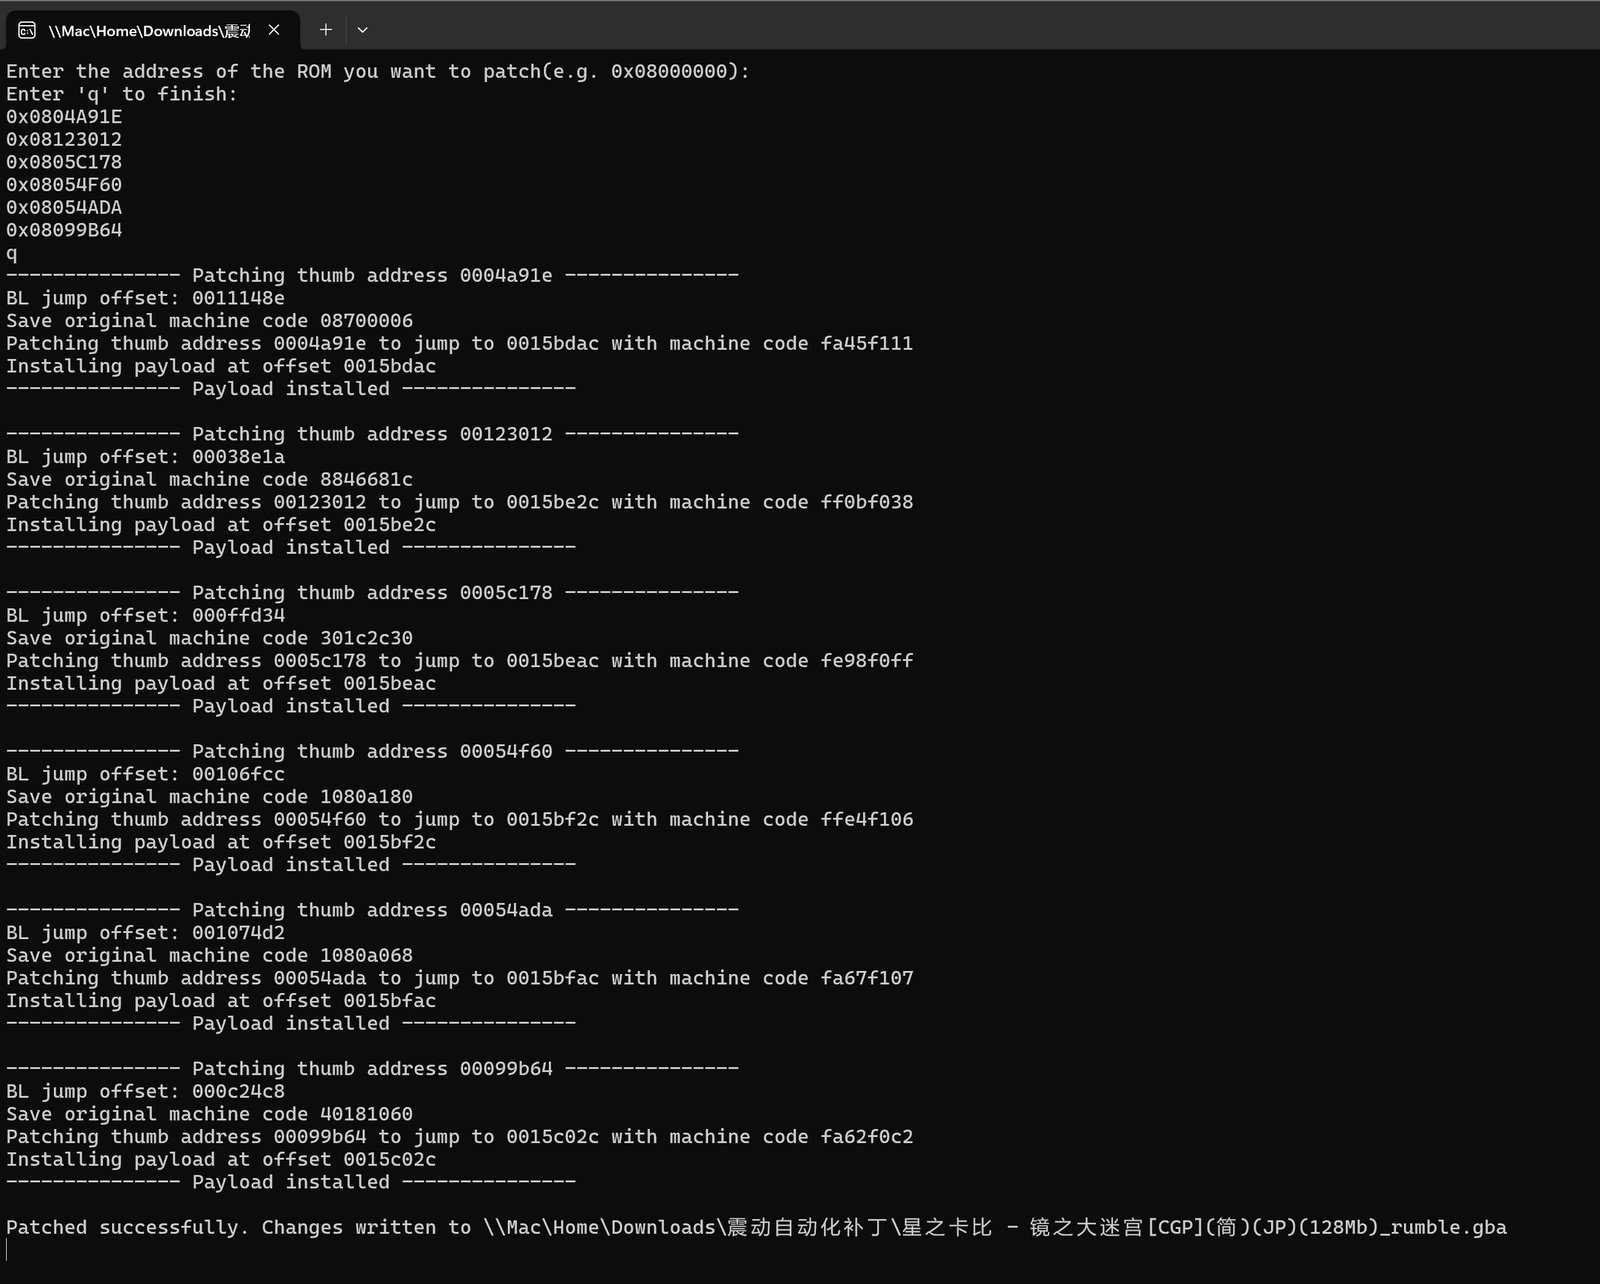 \\Mac\Home\Downloads\震动
Enter the address of the ROM you want to patch(e.g. 0x08000000):
Enter 'q' to finish:
0x0804A91E
0x08123012
0x0805C178
0x08054F60
0x08054ADA
0x08099B64
q
--------------- Patching thumb address 0004a91e ---------------
BL jump offset: 0011148e
Save original machine code 08700006
Patching thumb address 0004a91e to jump to 0015bdac with machine code fa45f111
Installing payload at offset 0015bdac
--------------- Payload installed ---------------
--------------- Patching thumb address 00123012 ---------------
BL jump offset: 00038e1a
Save original machine code 8846681c
Patching thumb address 00123012 to jump to 0015be2c with machine code ff0bf038
Installing payload at offset 0015be2c
--------------- Payload installed ---------------
--------------- Patching thumb address 0005c178 ---------------
BL jump offset: 000ffd34
Save original machine code 301c2c30
Patching thumb address 0005c178 to jump to 0015beac with machine code fe98f0ff
Installing payload at offset 0015beac
--------------- Payload installed ---------------
--------------- Patching thumb address 00054f60 ---------------
BL jump offset: 00106fcc
Save original machine code 1080a180
Patching thumb address 00054f60 to jump to 0015bf2c with machine code ffe4f106
Installing payload at offset 0015bf2c
--------------- Payload installed ---------------
--------------- Patching thumb address 00054ada ---------------
BL jump offset: 001074d2
Save original machine code 1080a068
Patching thumb address 00054ada to jump to 0015bfac with machine code fa67f107
Installing payload at offset 0015bfac
--------------- Payload installed ---------------
--------------- Patching thumb address 00099b64 ---------------
BL jump offset: 000c24c8
Save original machine code 40181060
Patching thumb address 00099b64 to jump to 0015c02c with machine code fa62f0c2
Installing payload at offset 0015c02c
--------------- Payload installed ---------------
Patched successfully. Changes written to \\Mac\Home\Downloads\震动自动化补丁\星之卡比 - 镜之大迷宫[CGP](简)(JP)(128Mb)_rumble.gba